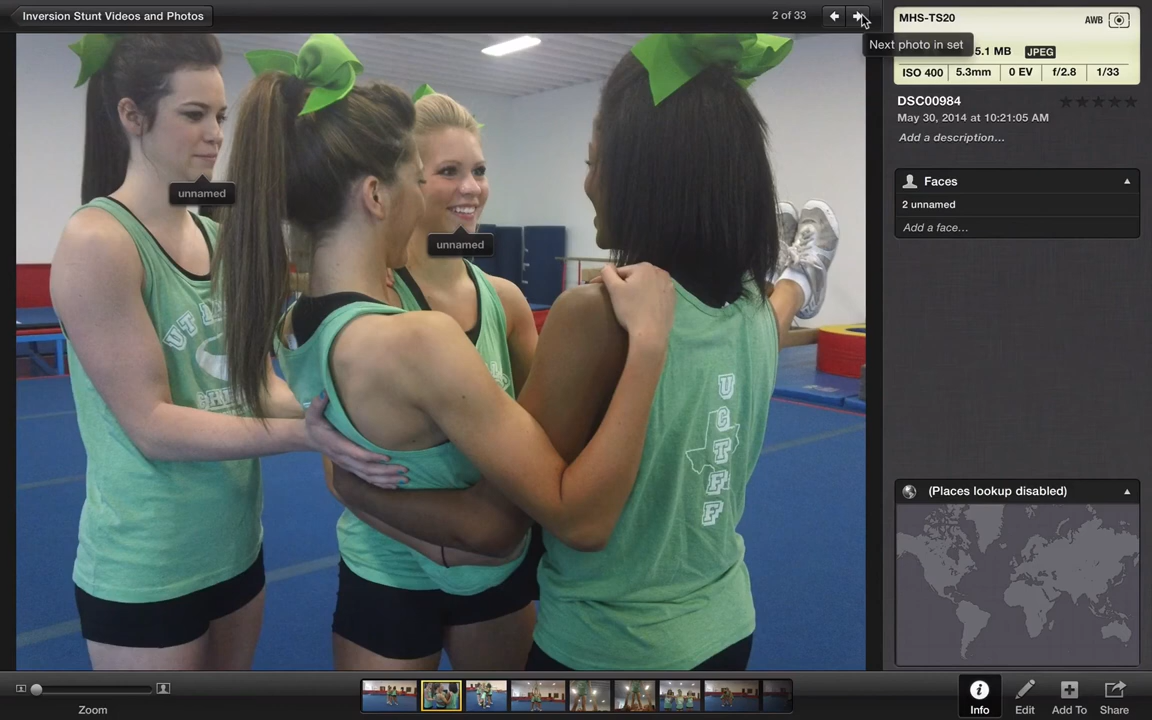 Inversion Stunt Videos and Photos
2 of 33
Next photo in set
MHS-TS20
AWB
5.1 MB JPEG
ISO 400 5.3mm 0 EV f/2.8 1/33
DSC00984
May 30, 2014 at 10:21:05 AM
Add a description...
Faces
2 unnamed
Add a face...
unnamed
unnamed
UCTFF
(Places lookup disabled)
Zoom
Info
Edit
Add To
Share